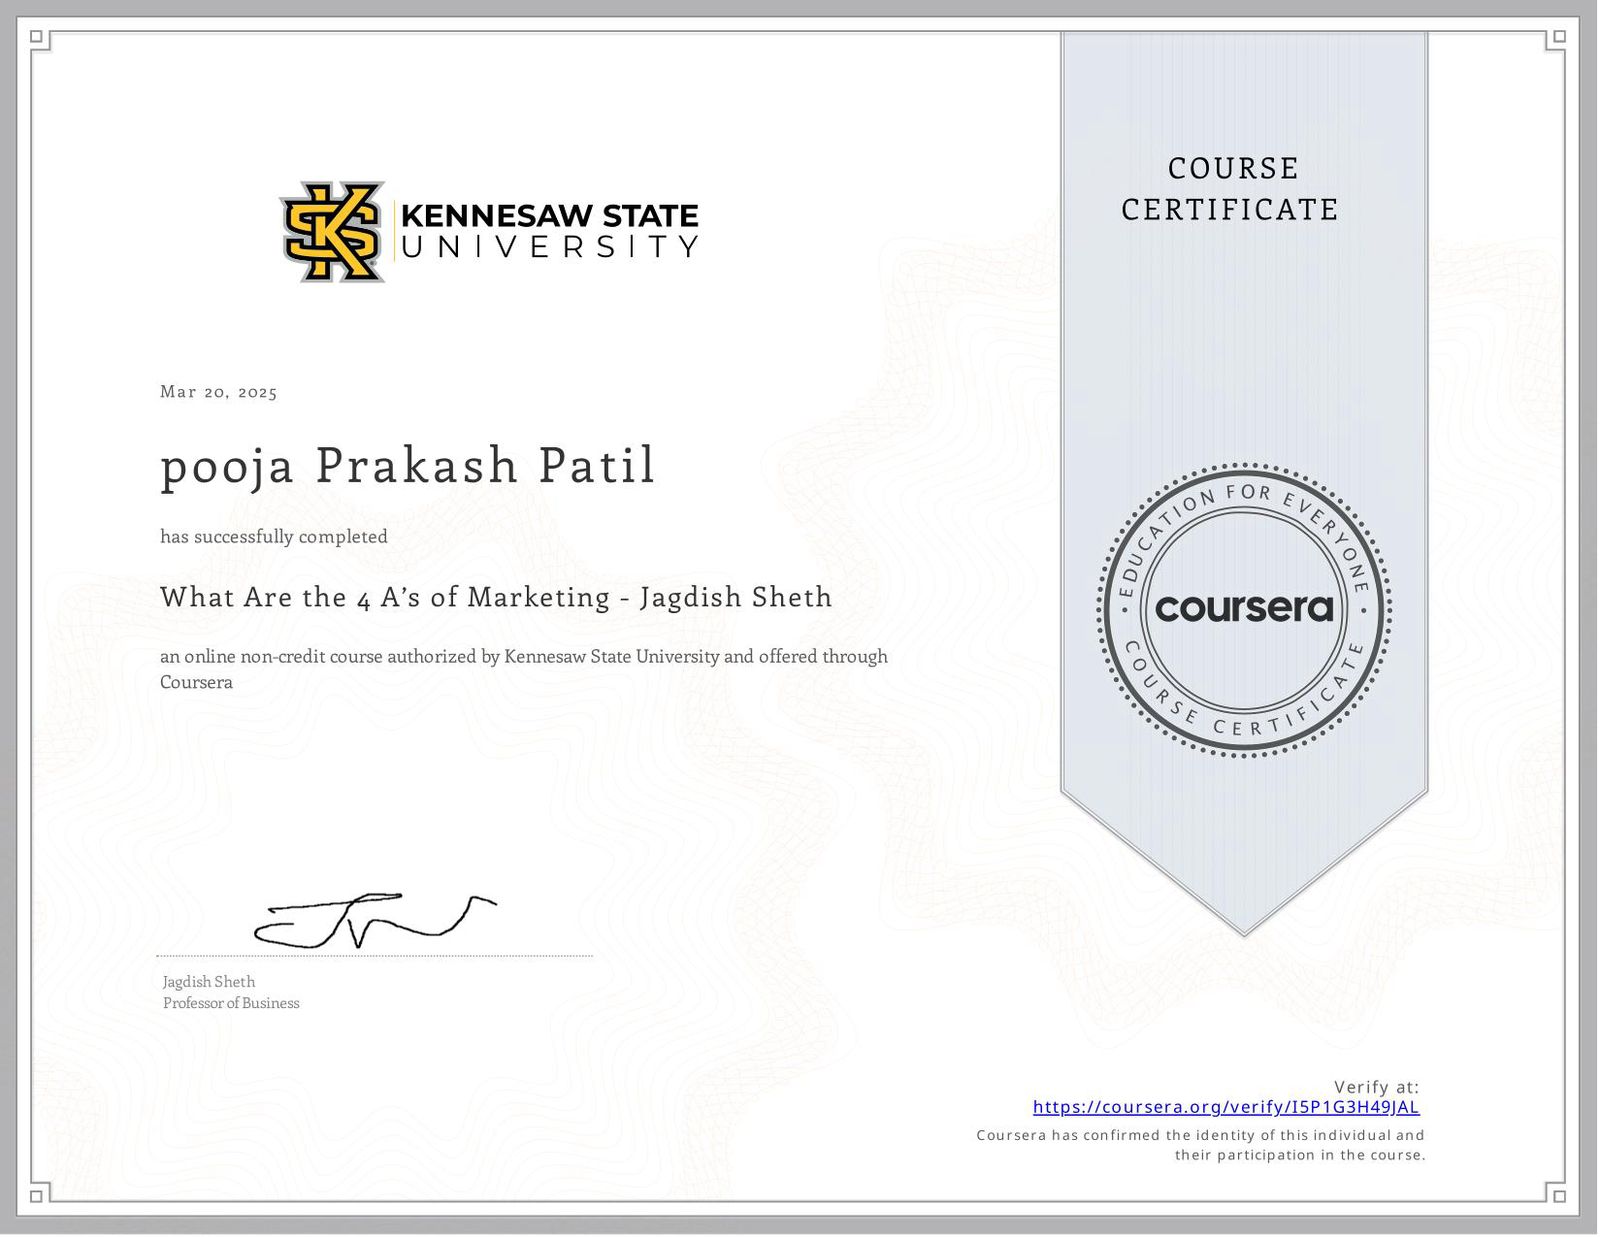 KENNESAW STATE
UNIVERSITY
COURSE
CERTIFICATE
Mar 20, 2025
pooja Prakash Patil
has successfully completed
What Are the 4 A’s of Marketing - Jagdish Sheth
an online non-credit course authorized by Kennesaw State University and offered through
Coursera
EDUCATION FOR EVERYONE
coursera
COURSE CERTIFICATE
Jagdish Sheth
Professor of Business
Verify at:
https://coursera.org/verify/I5P1G3H49JAL
Coursera has confirmed the identity of this individual and
their participation in the course.